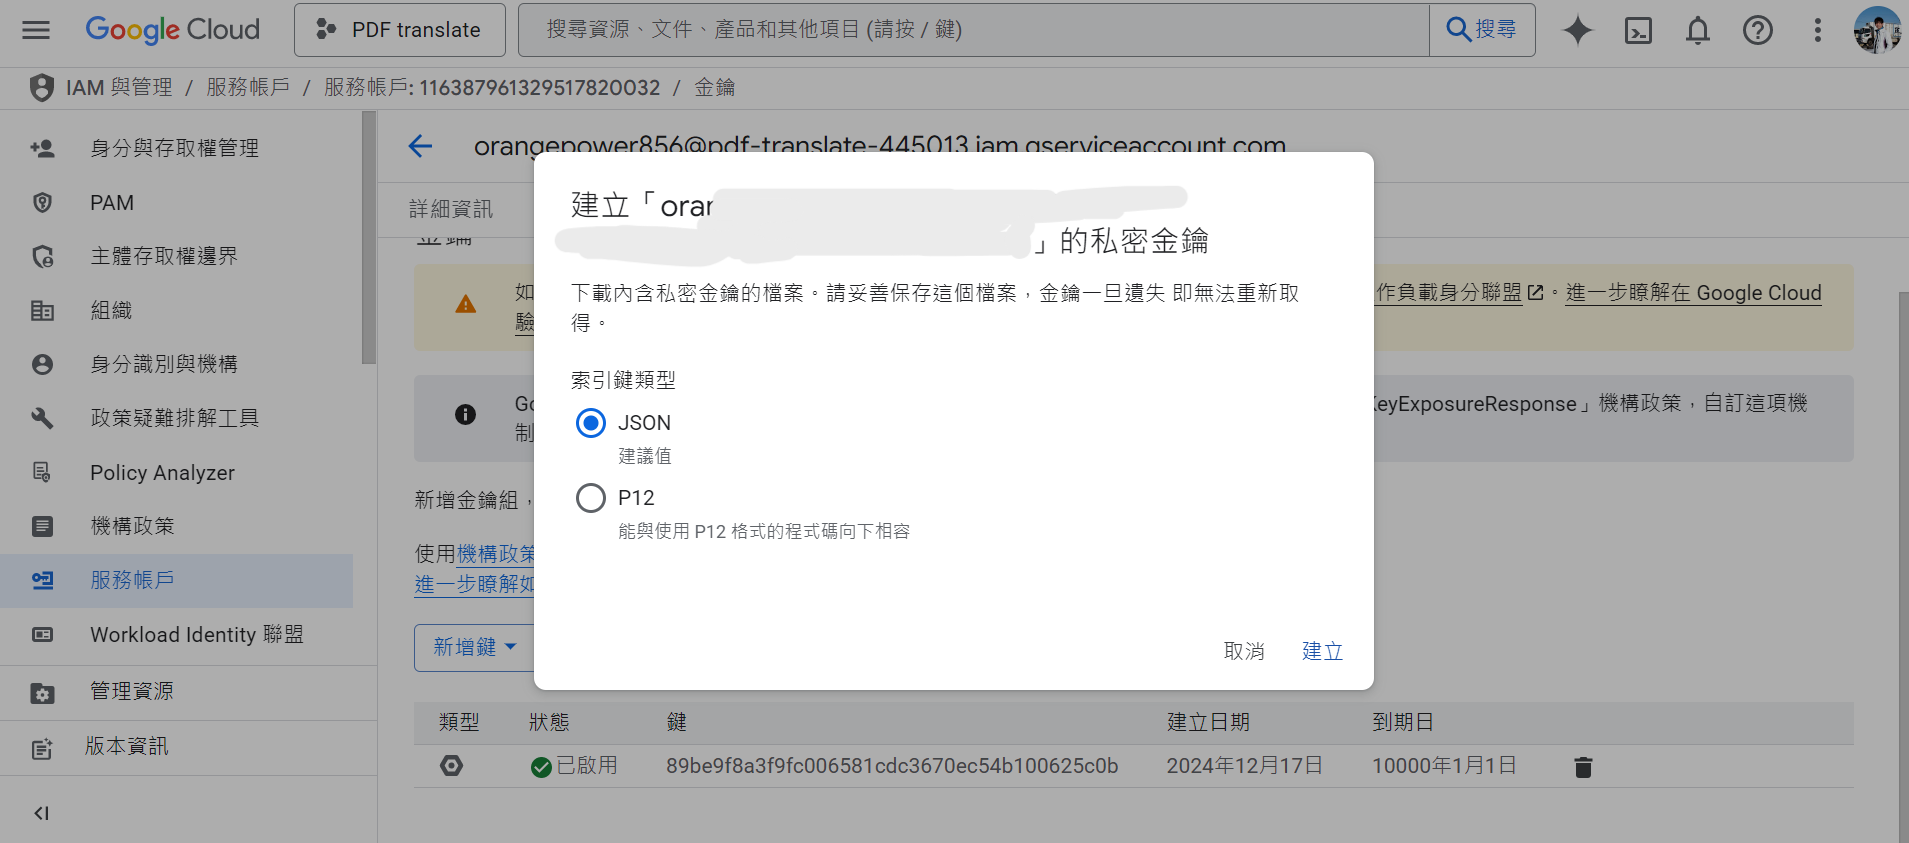 Google Cloud
PDF translate
搜尋資源、文件、產品和其他項目 (請按 / 鍵)
搜尋
IAM 與管理 / 服務帳戶 / 服務帳戶: 116387961329517820032 / 金鑰
身分與存取權管理
PAM
主體存取權邊界
組織
身分識別與機構
政策疑難排解工具
Policy Analyzer
機構政策
服務帳戶
Workload Identity 聯盟
管理資源
版本資訊
orangepower856@pdf-translate-445013.iam.gserviceaccount.com
詳細資訊
金鑰
如
作負載身分聯盟。進一步瞭解在 Google Cloud
驗
Go
KeyExposureResponse」機構政策，自訂這項機
制
新增金鑰組，
使用機構政策
進一步瞭解如
新增鍵
建立「oran
」的私密金鑰
下載內含私密金鑰的檔案。請妥善保存這個檔案，金鑰一旦遺失 即無法重新取
得。
索引鍵類型
JSON
建議值
P12
能與使用 P12 格式的程式碼向下相容
取消 建立
類型 狀態 鍵 建立日期 到期日
已啟用 89be9f8a3f9fc006581cdc3670ec54b100625c0b 2024年12月17日 10000年1月1日